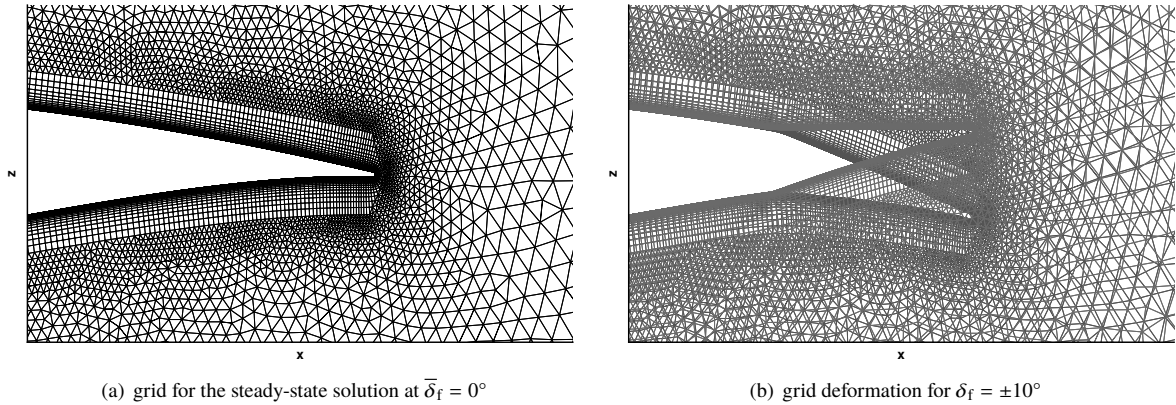 z
x
(a) grid for the steady-state solution at δ̅f = 0°
z
x
(b) grid deformation for δf = ±10°